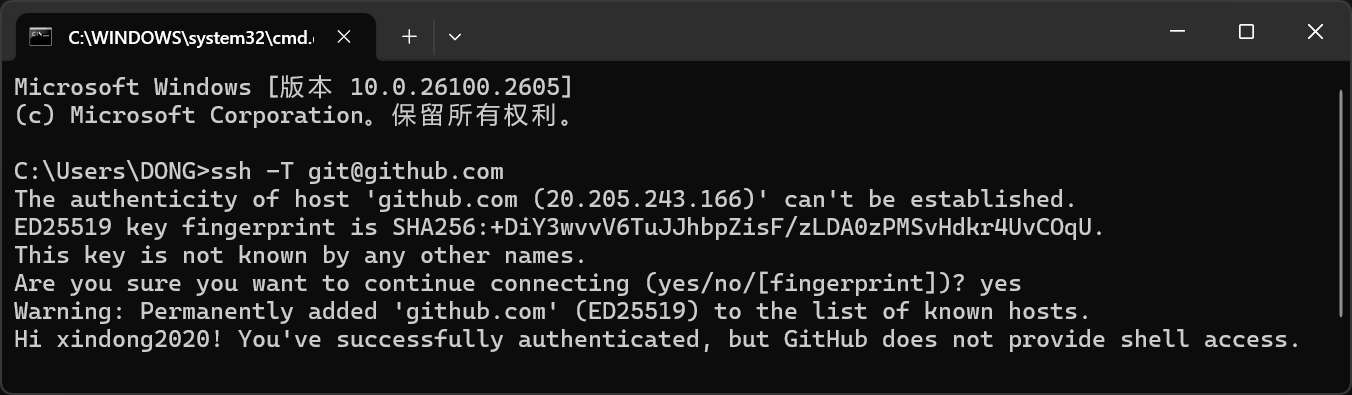 C:\WINDOWS\system32\cmd.
Microsoft Windows [版本 10.0.26100.2605]
(c) Microsoft Corporation。保留所有权利。
C:\Users\DONG>ssh -T git@github.com
The authenticity of host 'github.com (20.205.243.166)' can't be established.
ED25519 key fingerprint is SHA256:+DiY3wvvV6TuJJhbpZisF/zLDA0zPMSvHdkr4UvCOqU.
This key is not known by any other names.
Are you sure you want to continue connecting (yes/no/[fingerprint])? yes
Warning: Permanently added 'github.com' (ED25519) to the list of known hosts.
Hi xindong2020! You've successfully authenticated, but GitHub does not provide shell access.